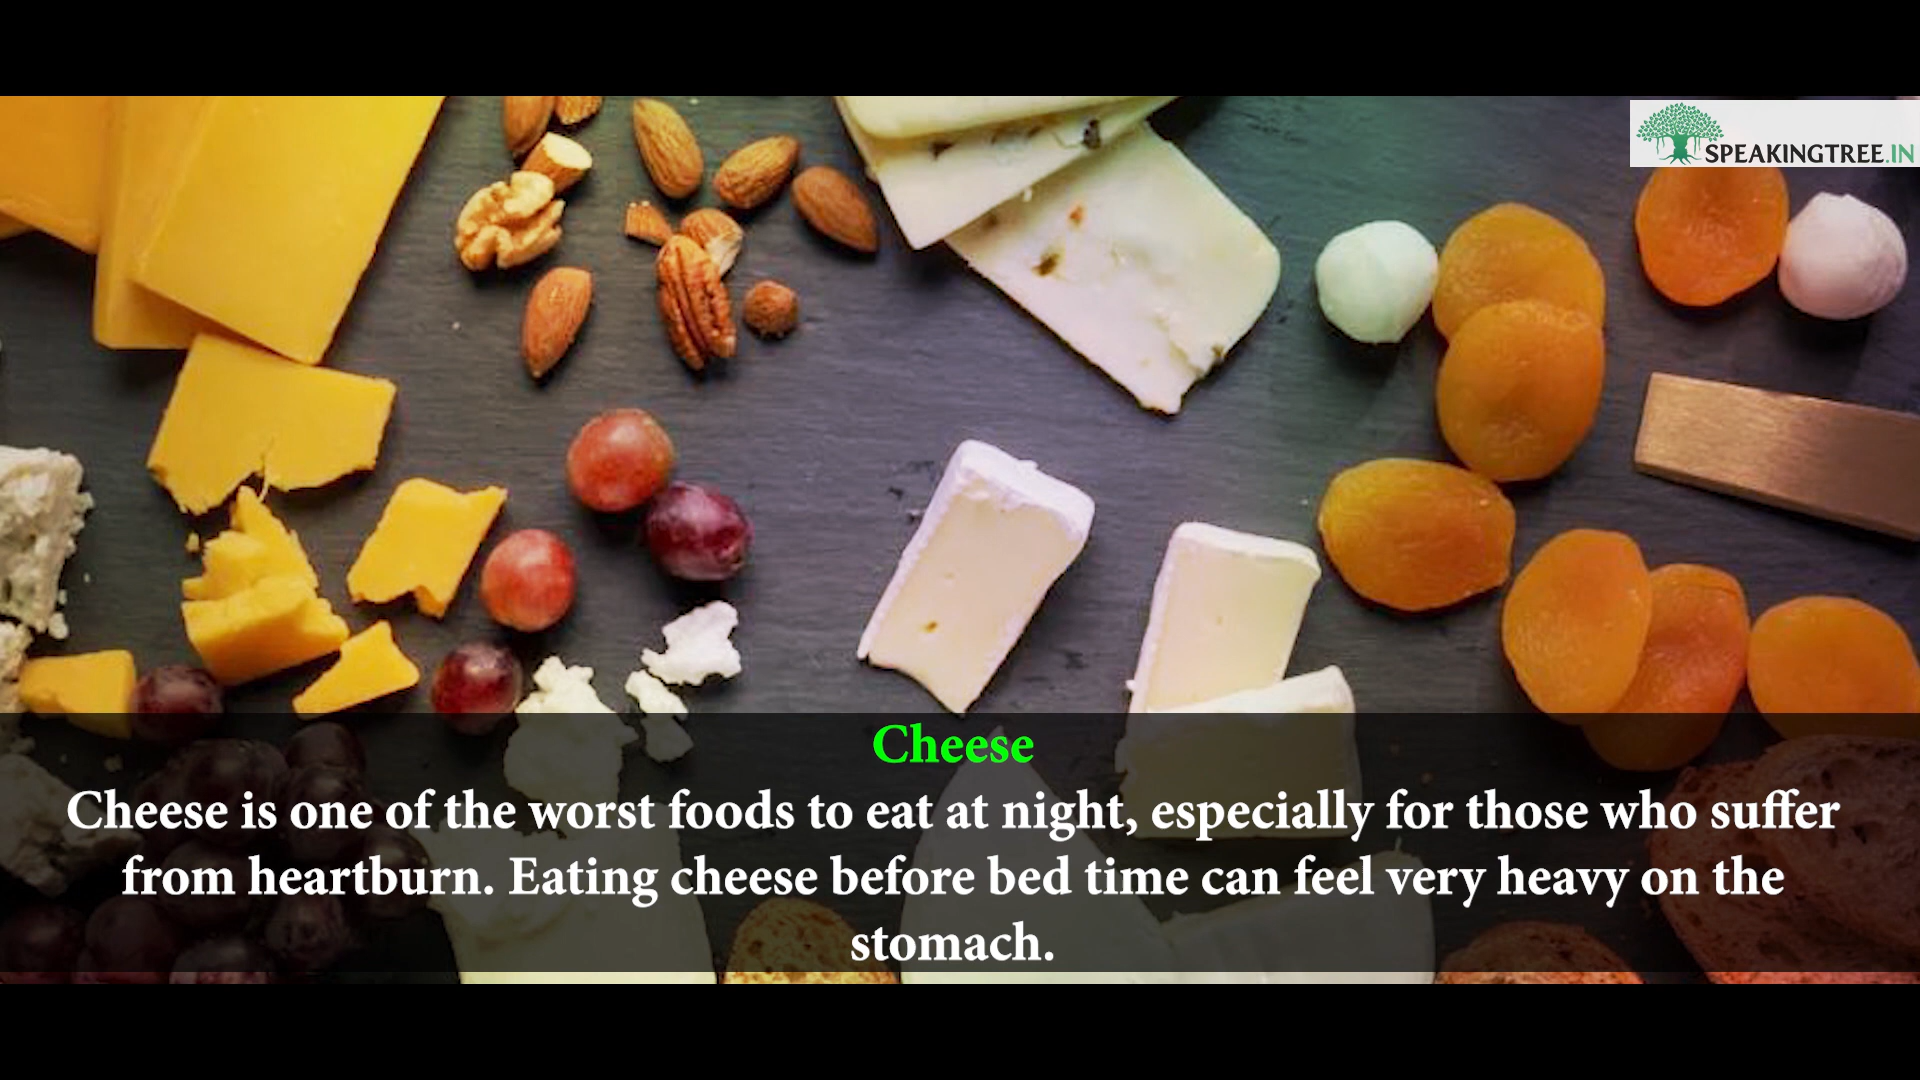 SPEAKINGTREE.IN
Cheese
Cheese is one of the worst foods to eat at night, especially for those who suffer
from heartburn. Eating cheese before bed time can feel very heavy on the
stomach.